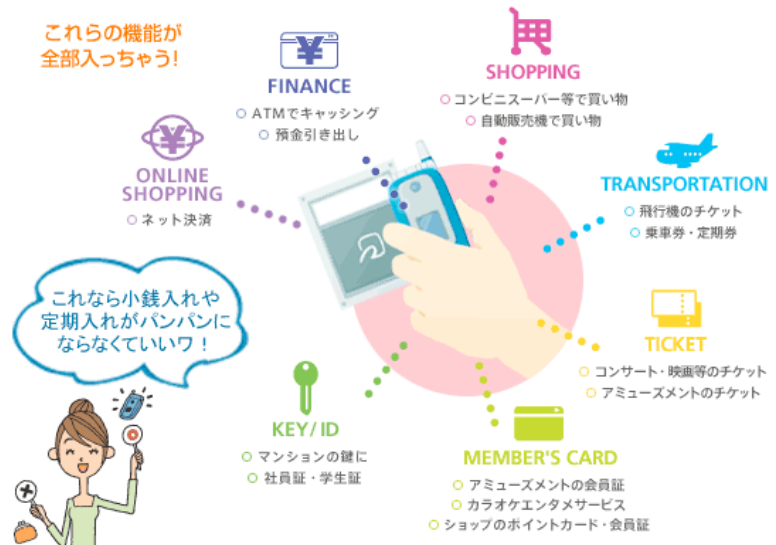 これらの機能が
全部入っちゃう!
FINANCE
ATMでキャッシング
預金引き出し
SHOPPING
コンビニスーパー等で買い物
自動販売機で買い物
ONLINE
SHOPPING
ネット決済
TRANSPORTATION
飛行機のチケット
乗車券・定期券
これなら小銭入れや
定期入れがパンパンに
ならなくていいワ！
TICKET
コンサート・映画等のチケット
アミューズメントのチケット
KEY/ID
マンションの鍵に
社員証・学生証
MEMBER'S CARD
アミューズメントの会員証
カラオケエンタメサービス
ショップのポイントカード・会員証